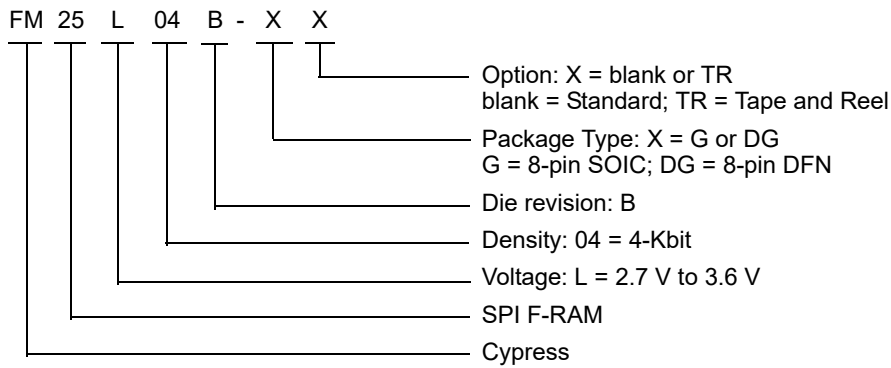 FM 25 L 04 B - X X
Option: X = blank or TR
blank = Standard; TR = Tape and Reel
Package Type: X = G or DG
G = 8-pin SOIC; DG = 8-pin DFN
Die revision: B
Density: 04 = 4-Kbit
Voltage: L = 2.7 V to 3.6 V
SPI F-RAM
Cypress